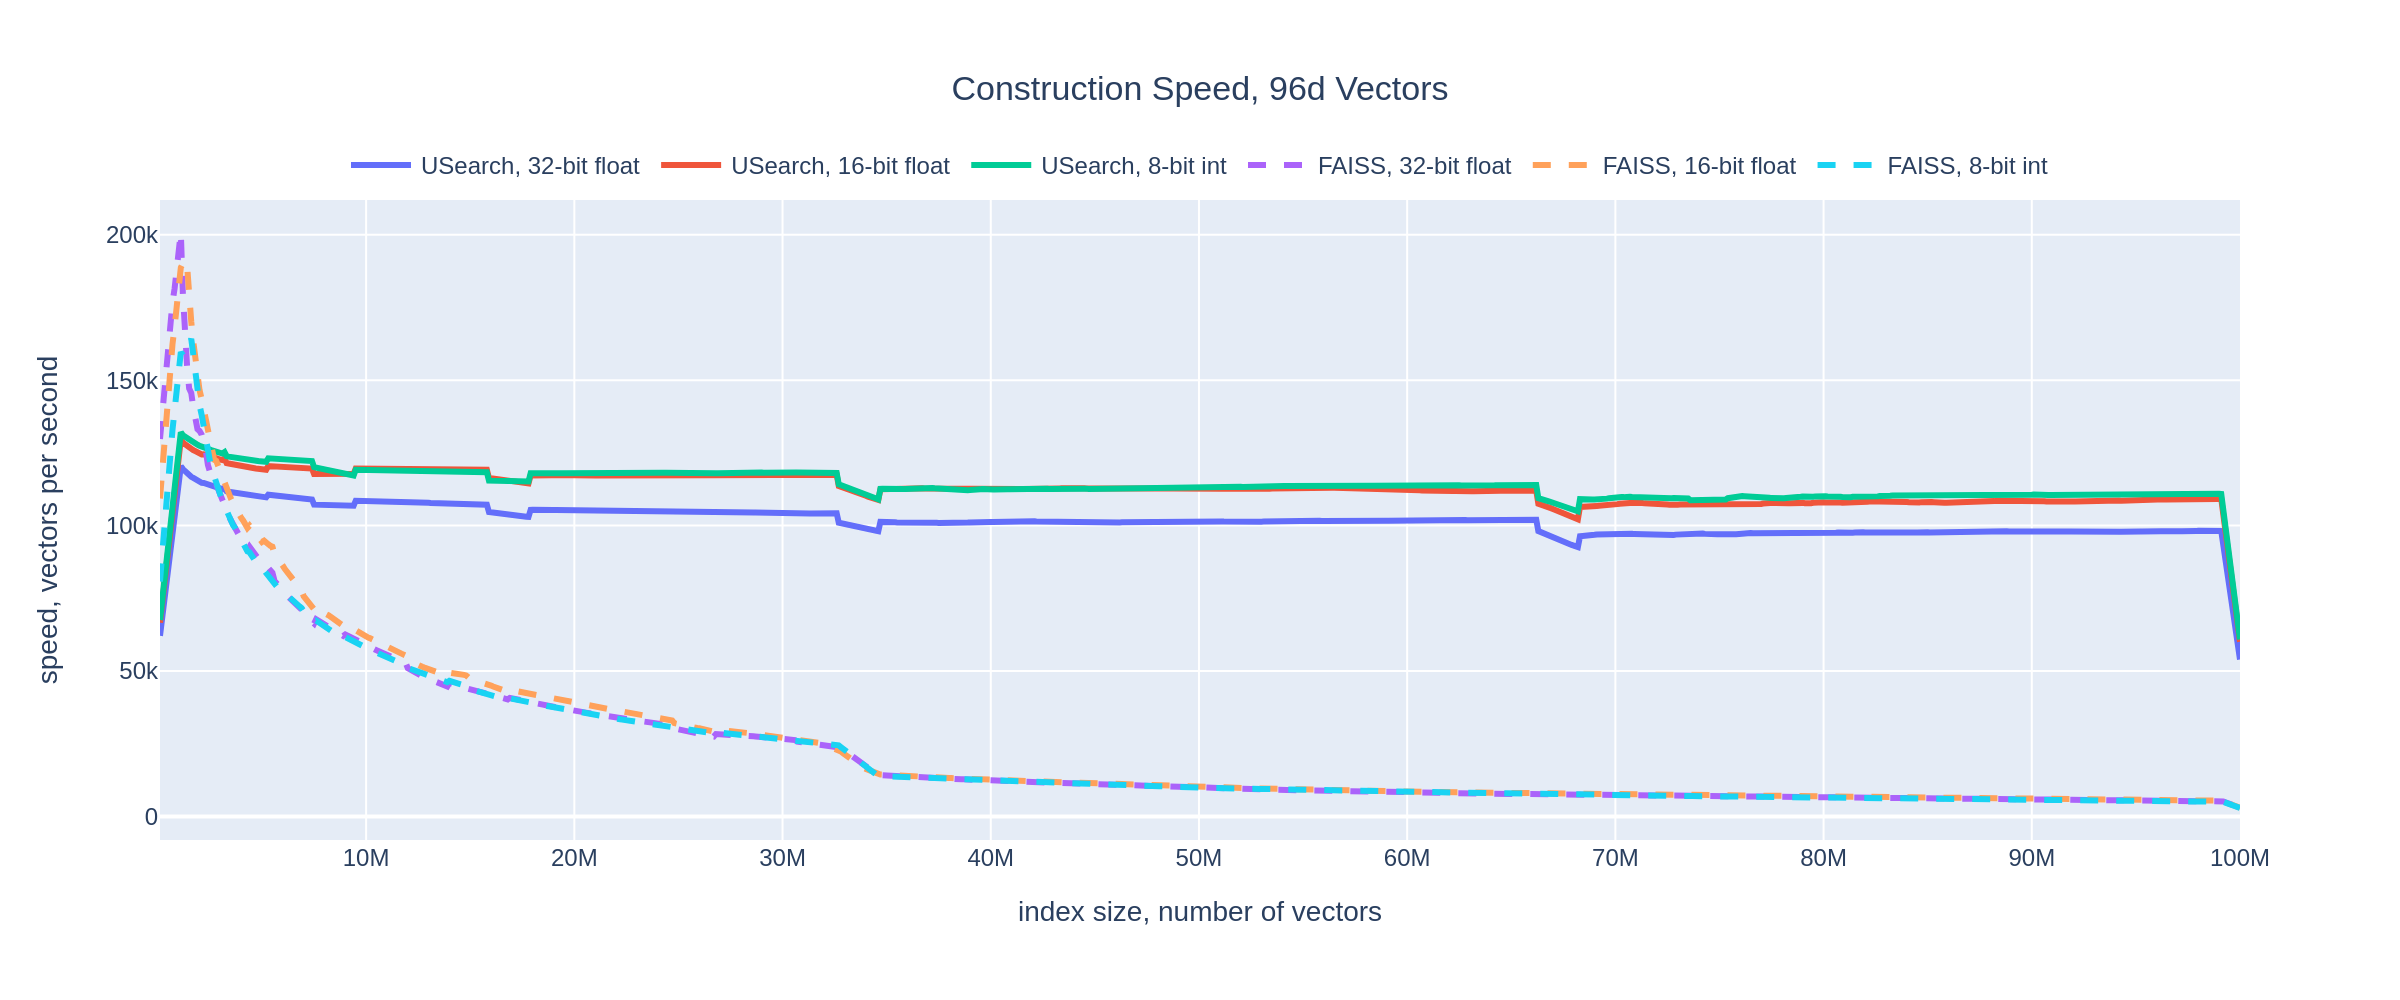 Construction Speed, 96d Vectors
USearch, 32-bit float USearch, 16-bit float USearch, 8-bit int FAISS, 32-bit float FAISS, 16-bit float FAISS, 8-bit int
200k
150k
100k
50k
0
speed, vectors per second
10M 20M 30M 40M 50M 60M 70M 80M 90M 100M
index size, number of vectors